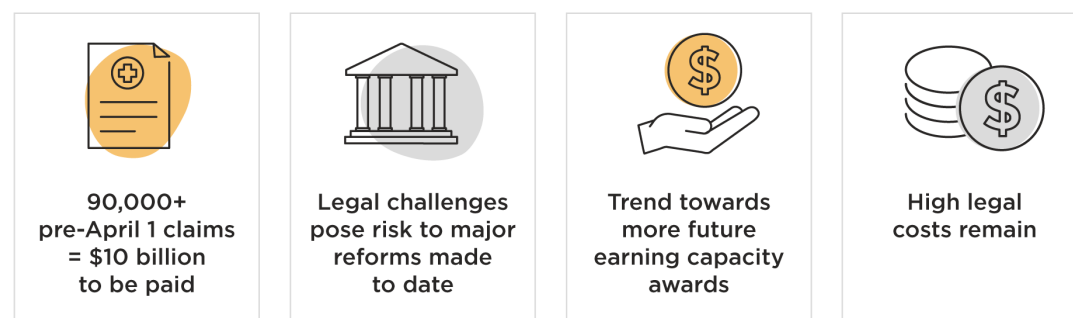 90,000+
pre-April 1 claims
= $10 billion
to be paid
Legal challenges
pose risk to major
reforms made
to date
$
Trend towards
more future
earning capacity
awards
$
High legal
costs remain